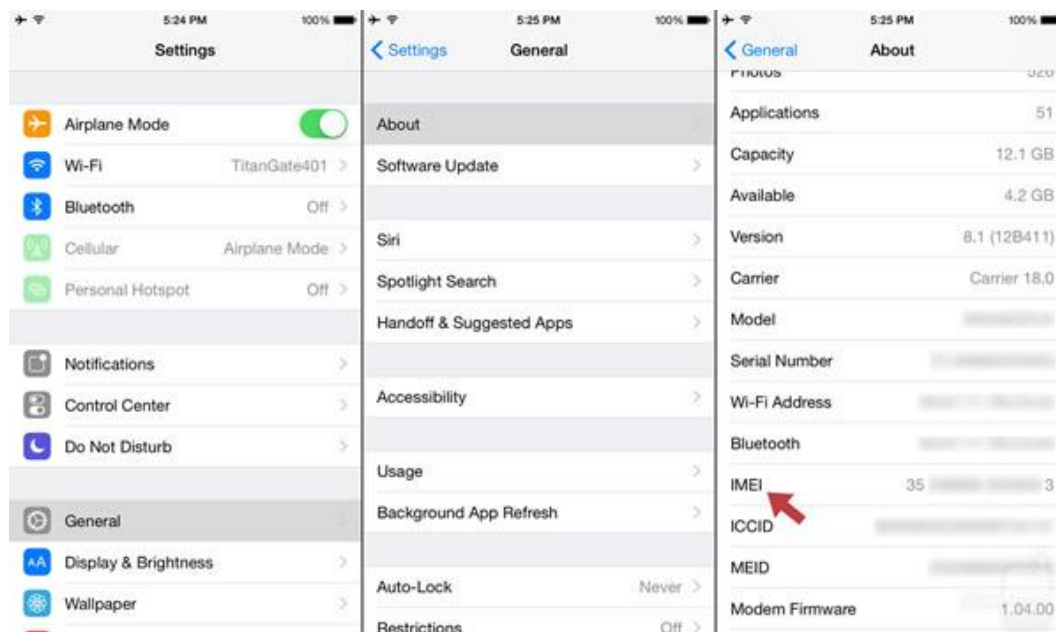 5:24 PM 100%
Settings
Airplane Mode
Wi-Fi TitanGate401
Bluetooth Off
Cellular Airplane Mode
Personal Hotspot Off
Notifications
Control Center
Do Not Disturb
General
AA Display & Brightness
Wallpaper
5:25 PM 100%
Settings General
About
Software Update
Siri
Spotlight Search
Handoff & Suggested Apps
Accessibility
Usage
Background App Refresh
Auto-Lock Never
Restrictions Off
5:25 PM 100%
General About
Photos
Applications 51
Capacity 12.1 GB
Available 4.2 GB
Version 8.1 (12B411)
Carrier Carrier 18.0
Model
Serial Number
Wi-Fi Address
Bluetooth
IMEI 35 3
ICCID
MEID
Modem Firmware 1.04.00